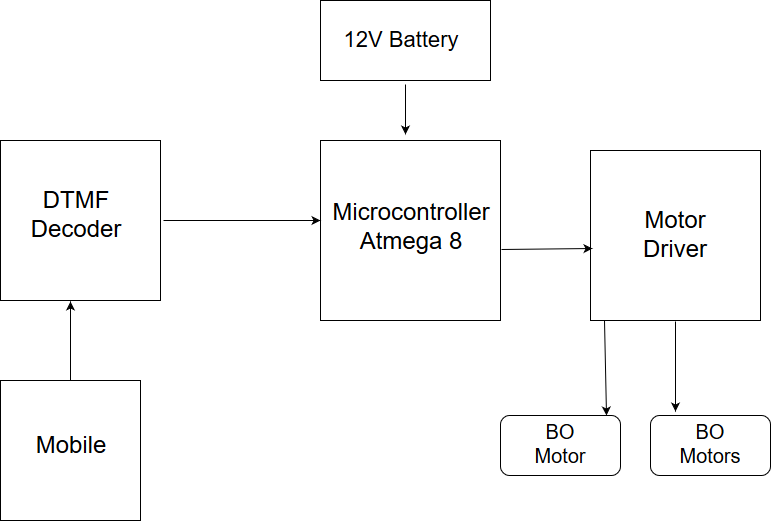 12V Battery
DTMF
Decoder
Microcontroller
Atmega 8
Motor
Driver
Mobile
BO
Motor
BO
Motors